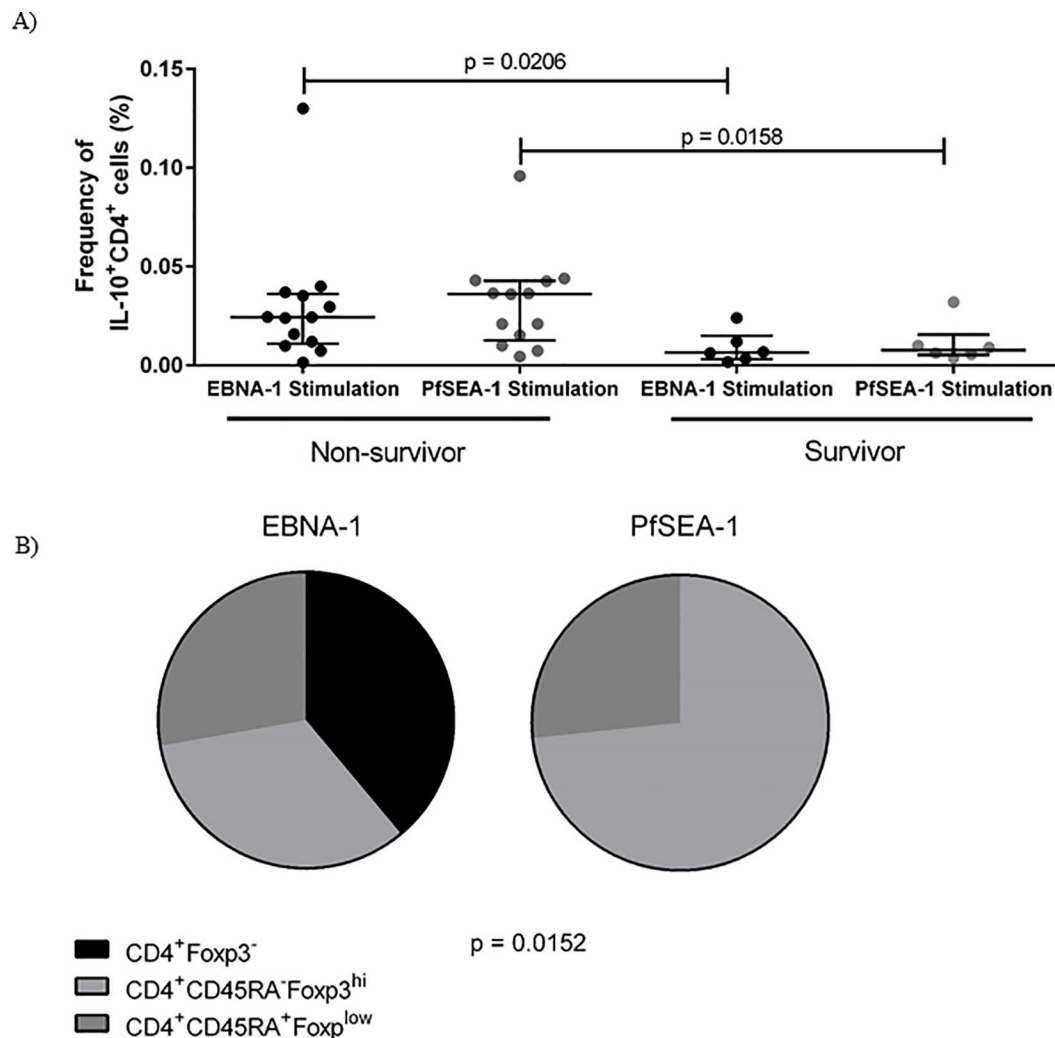 A)
p = 0.0206
p = 0.0158
Frequency of
IL-10⁺CD4⁺ cells (%)
0.15
0.10
0.05
0.00
EBNA-1 Stimulation PfSEA-1 Stimulation EBNA-1 Stimulation PfSEA-1 Stimulation
Non-survivor Survivor
B)
EBNA-1 PfSEA-1
p = 0.0152
CD4⁺Foxp3⁻
CD4⁺CD45RA⁻Foxp3ʰⁱ
CD4⁺CD45RA⁺Foxpˡᵒʷ